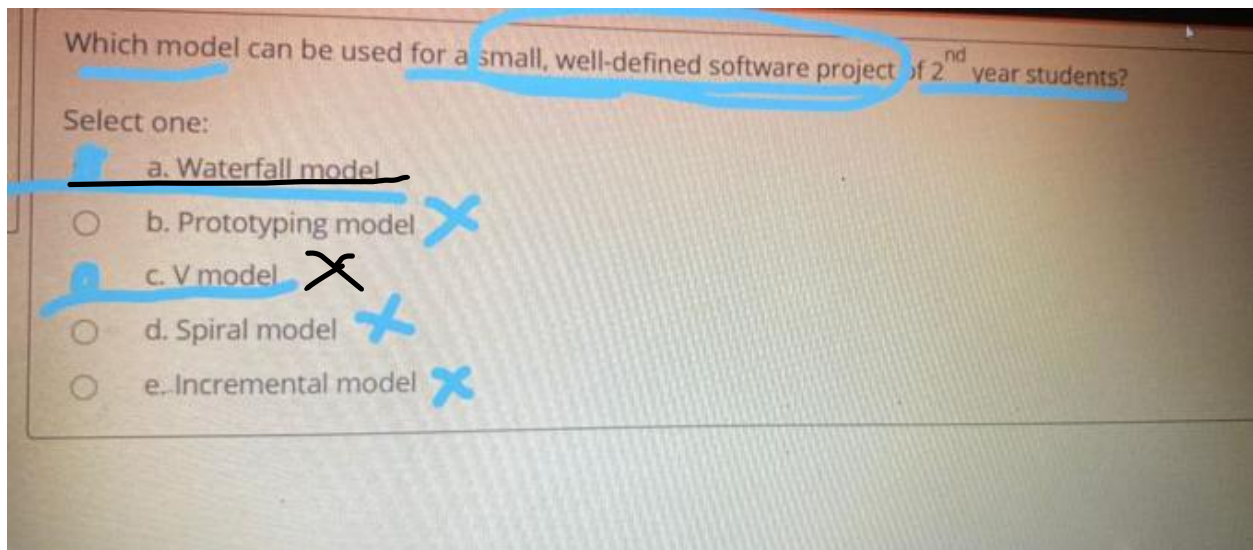 Which model can be used for a small, well-defined software project of 2nd year students?
Select one:
a. Waterfall model
b. Prototyping model
c. V model
d. Spiral model
e. Incremental model